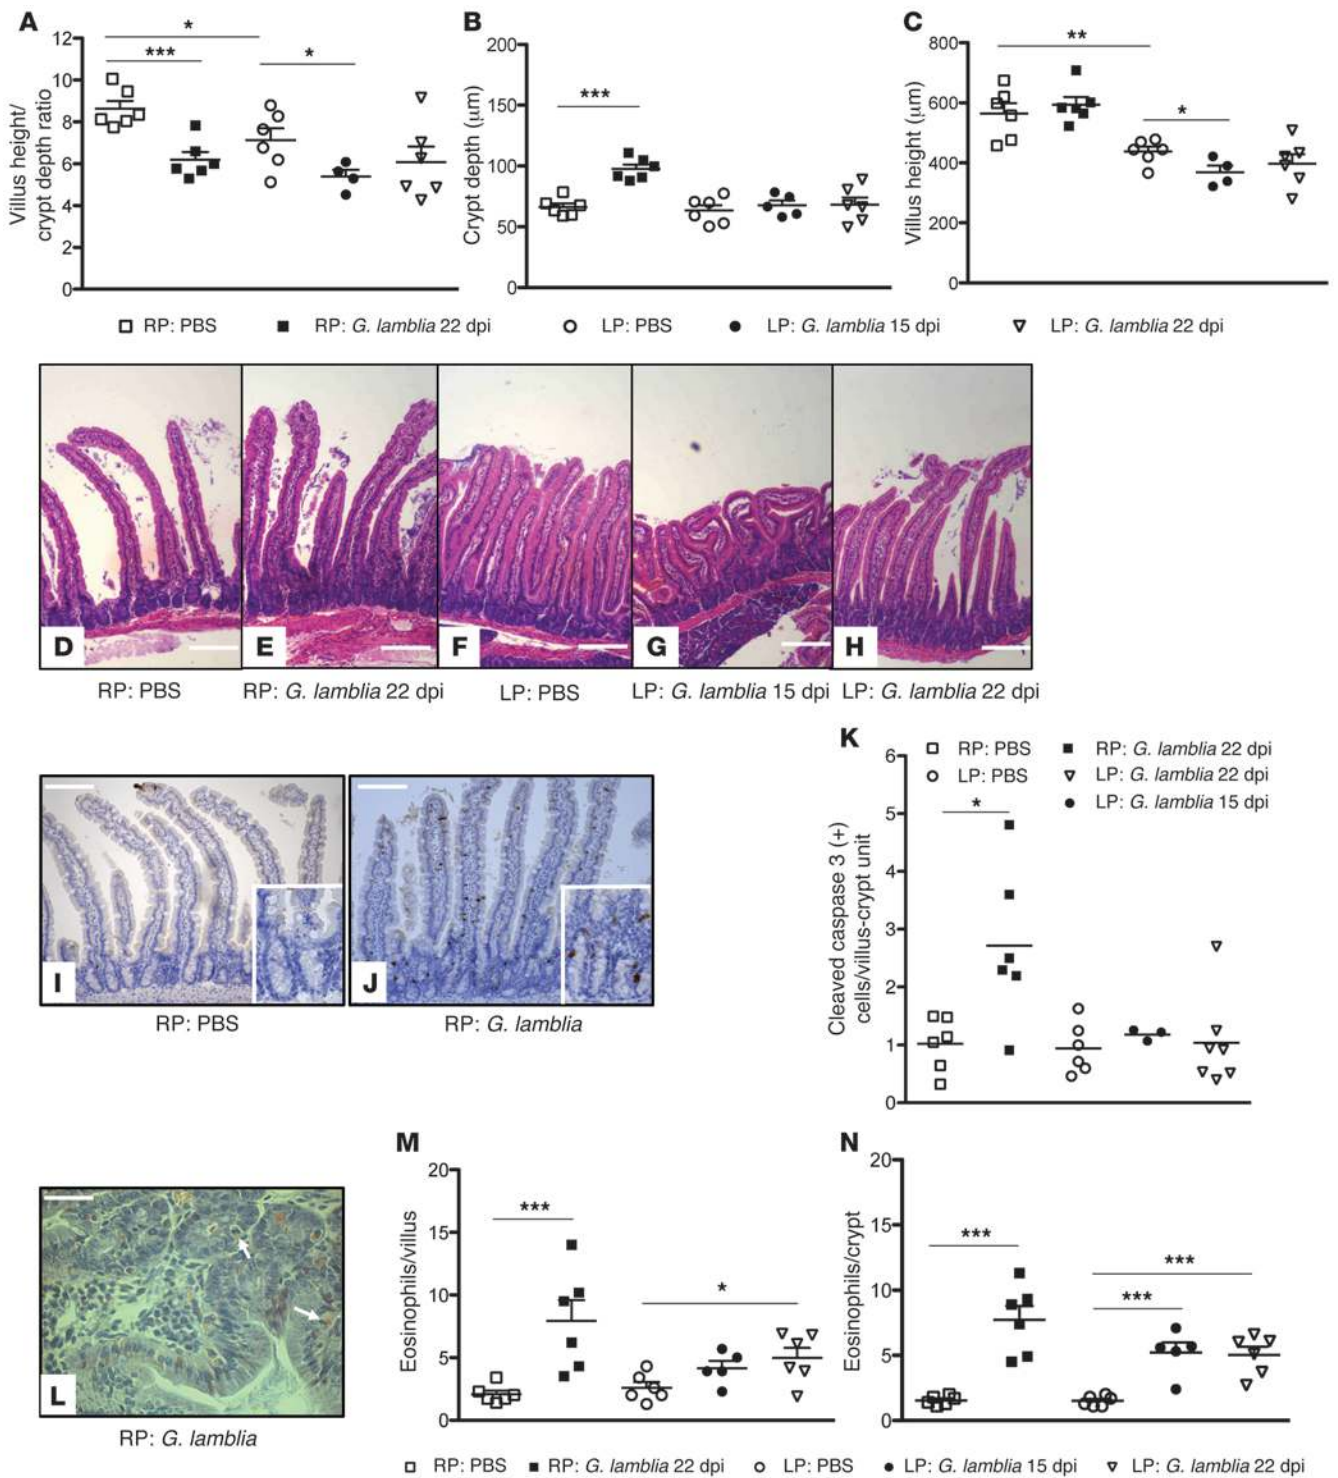 A
B
C
Villus height/
crypt depth ratio
12
10
8
6
4
2
0
*
***
*
Crypt depth (μm)
200
150
100
50
0
***
Villus height (μm)
800
600
400
200
0
**
*
RP: PBS
RP: G. lamblia 22 dpi
LP: PBS
LP: G. lamblia 15 dpi
LP: G. lamblia 22 dpi
D
E
F
G
H
RP: PBS
RP: G. lamblia 22 dpi
LP: PBS
LP: G. lamblia 15 dpi
LP: G. lamblia 22 dpi
I
J
RP: PBS
RP: G. lamblia
K
RP: PBS
RP: G. lamblia 22 dpi
LP: PBS
LP: G. lamblia 22 dpi
LP: G. lamblia 15 dpi
Cleaved caspase 3 (+)
cells/villus-crypt unit
6
5
4
3
2
1
0
*
L
RP: G. lamblia
M
Eosinophils/villus
20
15
10
5
0
***
*
N
Eosinophils/crypt
20
15
10
5
0
***
***
***
RP: PBS
RP: G. lamblia 22 dpi
LP: PBS
LP: G. lamblia 15 dpi
LP: G. lamblia 22 dpi